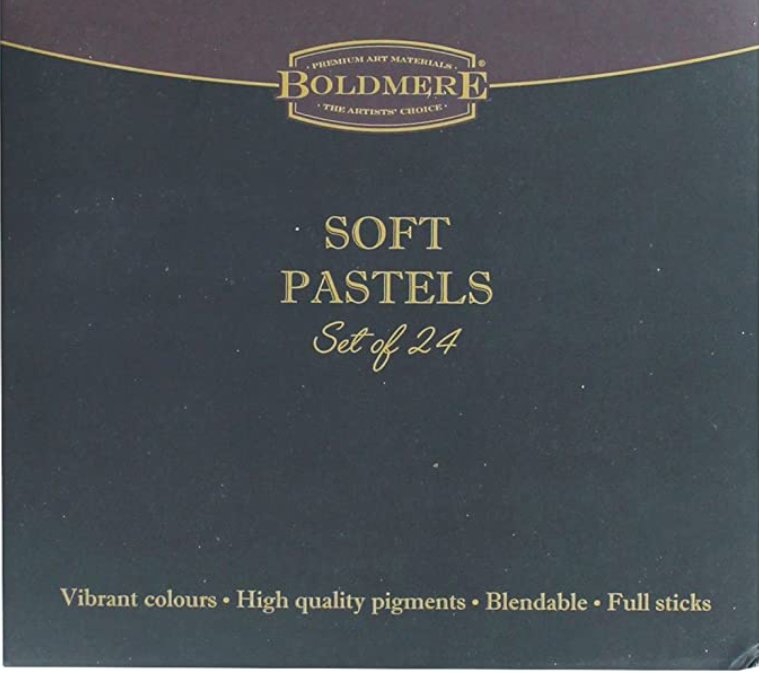 · PREMIUM ART MATERIALS ·
BOLDMERE®
· THE ARTISTS' CHOICE ·
SOFT
PASTELS
Set of 24
Vibrant colours • High quality pigments • Blendable • Full sticks